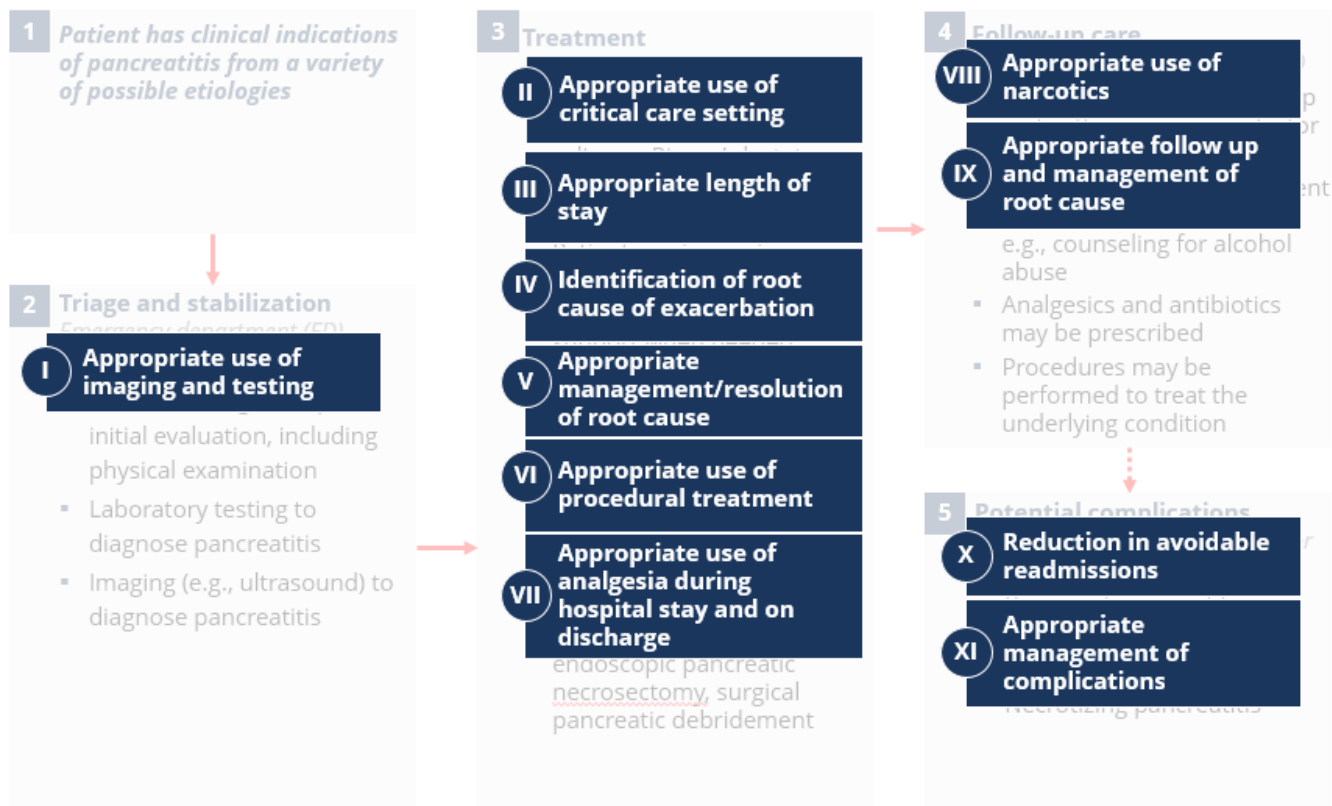 1
Patient has clinical indications
of pancreatitis from a variety
of possible etiologies
2
Triage and stabilization
Emergency department (ED)
I
Appropriate use of
imaging and testing
initial evaluation, including
physical examination
▪ Laboratory testing to
diagnose pancreatitis
▪ Imaging (e.g., ultrasound) to
diagnose pancreatitis
3
Treatment
II
Appropriate use of
critical care setting
III
Appropriate length of
stay
IV
Identification of root
cause of exacerbation
V
Appropriate
management/resolution
of root cause
VI
Appropriate use of
procedural treatment
VII
Appropriate use of
analgesia during
hospital stay and on
discharge
endoscopic pancreatic
necrosectomy, surgical
pancreatic debridement
4
Follow-up care
VIII
Appropriate use of
narcotics
IX
Appropriate follow up
and management of
root cause
e.g., counseling for alcohol
abuse
▪ Analgesics and antibiotics
may be prescribed
▪ Procedures may be
performed to treat the
underlying condition
5
Potential complications
X
Reduction in avoidable
readmissions
XI
Appropriate
management of
complications
Necrotizing pancreatitis